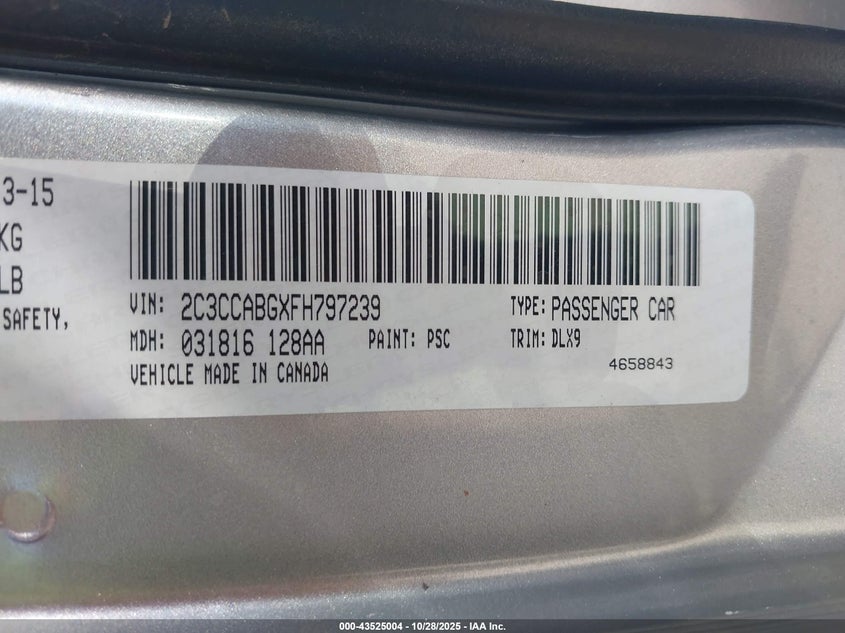 3-15
KG
LB
SAFETY,
VIN: 2C3CCABGXFH797239 TYPE: PASSENGER CAR
MDH: 031816 128AA PAINT: PSC TRIM: DLX9
VEHICLE MADE IN CANADA
4658843
000-43525004 - 10/28/2025 - IAA Inc.